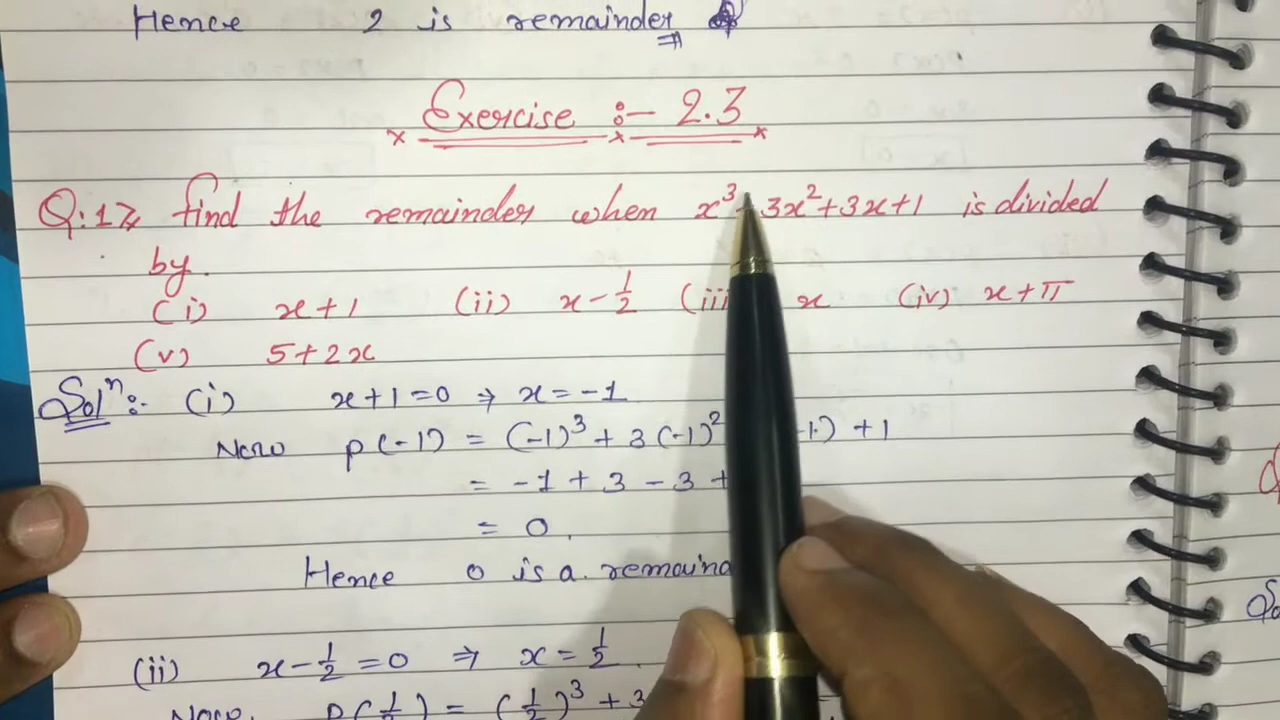 Hence 2 is remainder
Exercise :- 2.3
Q:1> find the remainder when x³ 3x²+3x+1 is divided
by.
(i) x+1 (ii) x-1/2 (iii x (iv) x+π
(v) 5+2x
Solⁿ:- (i) x+1=0 ⇒ x=-1
Now p(-1) = (-1)³ + 3(-1)² -1) +1
= -1 + 3 - 3 +
= 0.
Hence 0 is a.
(ii) x-1/2 =0 ⇒ x=1/2.
Now, P(1/2) = (1/2)³ + 3